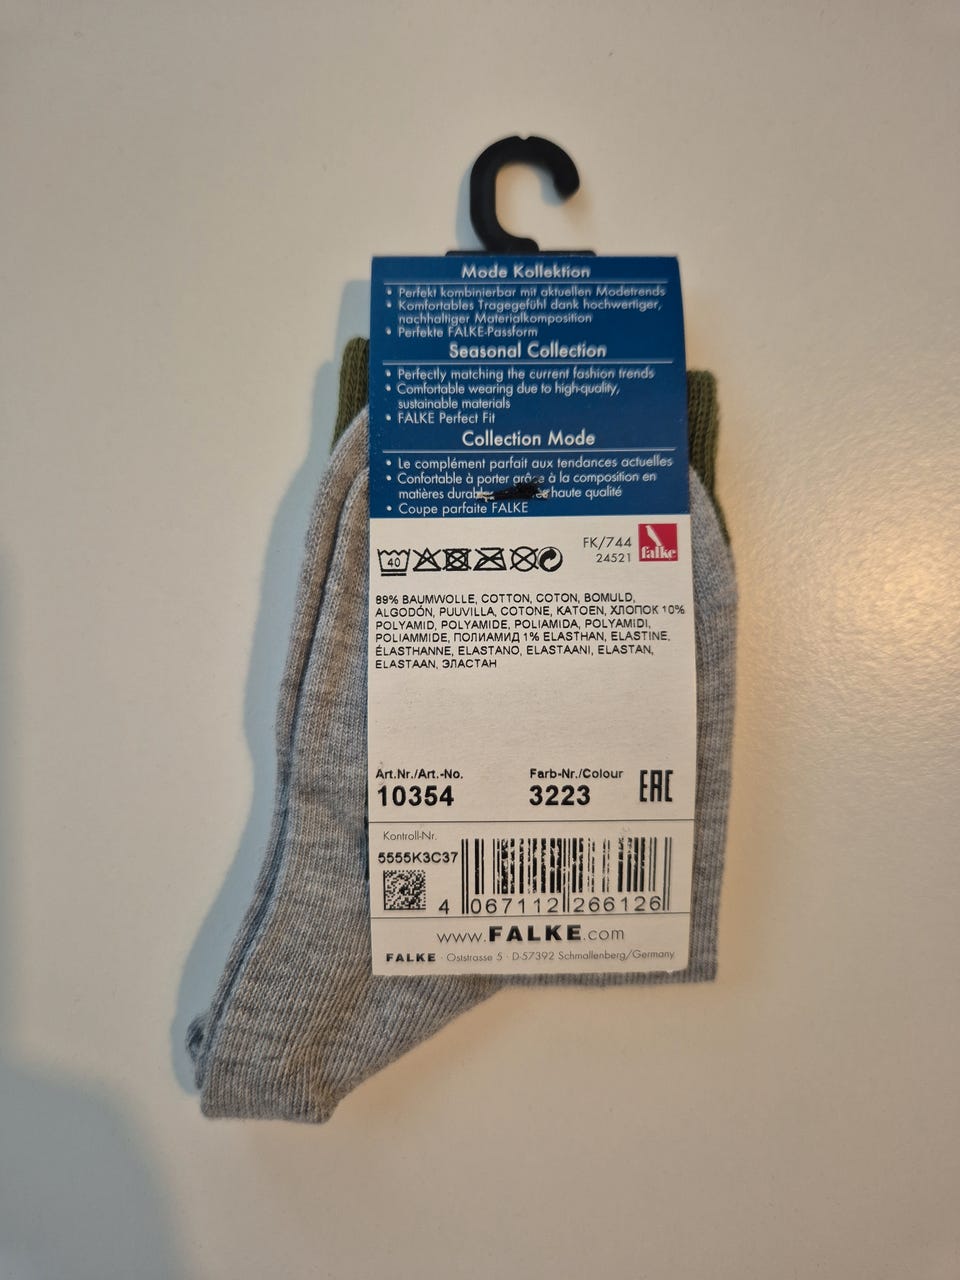 Mode Kollektion
• Perfekt kombinierbar mit aktuellen Modetrends
• Komfortables Tragegefühl dank hochwertiger,
nachhaltiger Materialkomposition
• Perfekte FALKE-Passform
Seasonal Collection
• Perfectly matching the current fashion trends
• Comfortable wearing due to high-quality,
sustainable materials
• FALKE Perfect Fit
Collection Mode
• Le complément parfait aux tendances actuelles
• Confortable à porter grâce à la composition en
matières haute qualité
• Coupe parfaite FALKE
40
FK/744
24521
falke
89% BAUMWOLLE, COTTON, COTON, BOMULD,
ALGODÓN, PUUVILLA, COTONE, KATOEN, ХЛОПОК 10%
POLYAMID, POLYAMIDE, POLIAMIDA, POLYAMIDI,
POLIAMMIDE, ПОЛИАМИД 1% ELASTHAN, ELASTINE,
ÉLASTHANNE, ELASTANO, ELASTAANI, ELASTAN,
ELASTAAN, ЭЛАСТАН
Art.Nr./Art.-No.
10354
Farb-Nr./Colour
3223
EAC
Kontroll-Nr.
5555K3C37
4 067112 266126
www.FALKE.com
FALKE · Oststrasse 5 · D-57392 Schmallenberg/Germany